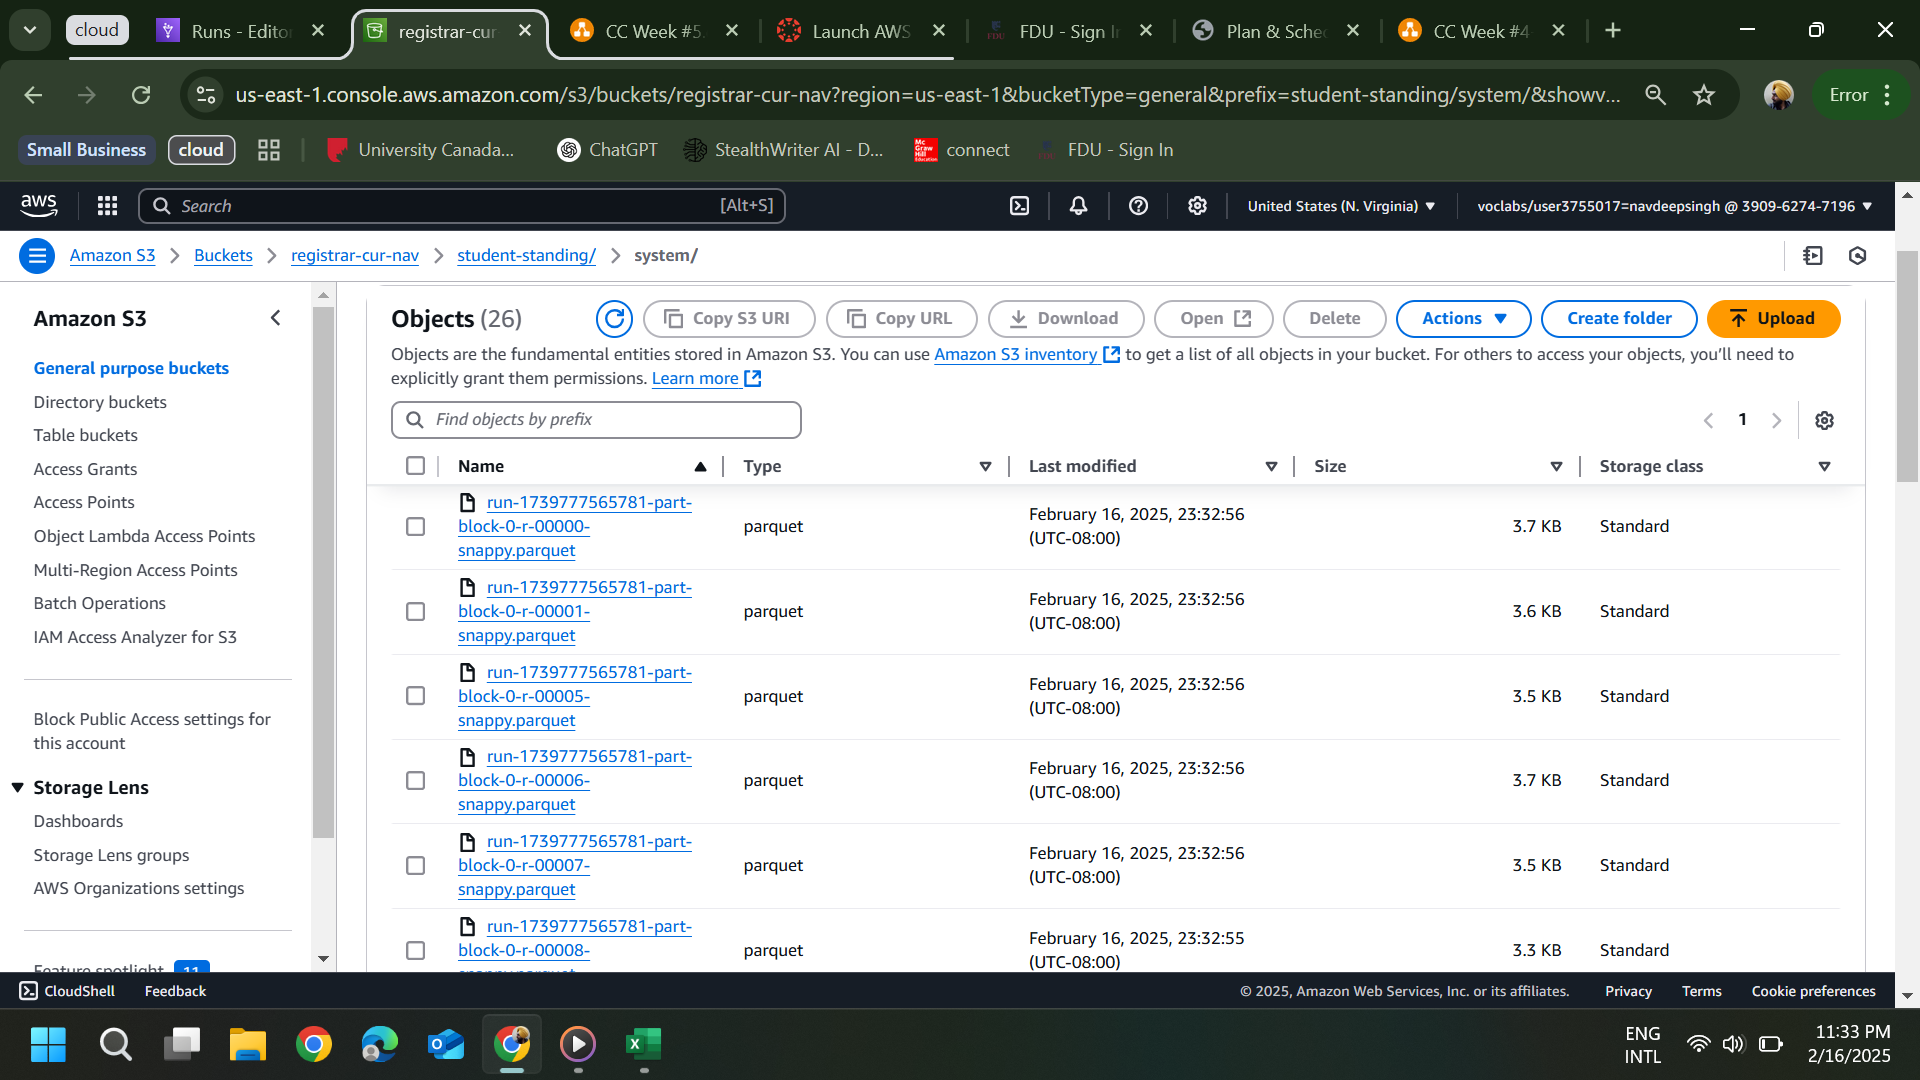 cloud
Runs - Edito
registrar-cur
CC Week #5.
Launch AWS
FDU - Sign I
Plan & Sche
CC Week #4
us-east-1.console.aws.amazon.com/s3/buckets/registrar-cur-nav?region=us-east-1&bucketType=general&prefix=student-standing/system/&showv...
Error
Small Business
cloud
University Canada...
ChatGPT
StealthWriter AI - D...
connect
FDU - Sign In
aws
Search
[Alt+S]
United States (N. Virginia)
voclabs/user3755017=navdeepsingh @ 3909-6274-7196
Amazon S3
Buckets
registrar-cur-nav
student-standing/
system/
Amazon S3
General purpose buckets
Directory buckets
Table buckets
Access Grants
Access Points
Object Lambda Access Points
Multi-Region Access Points
Batch Operations
IAM Access Analyzer for S3
Block Public Access settings for
this account
Storage Lens
Dashboards
Storage Lens groups
AWS Organizations settings
Feature spotlight 11
Objects (26)
Copy S3 URI
Copy URL
Download
Open
Delete
Actions
Create folder
Upload
Objects are the fundamental entities stored in Amazon S3. You can use Amazon S3 inventory to get a list of all objects in your bucket. For others to access your objects, you'll need to
explicitly grant them permissions. Learn more
Find objects by prefix
1
Name
Type
Last modified
Size
Storage class
run-1739777565781-part-
block-0-r-00000-
snappy.parquet
parquet
February 16, 2025, 23:32:56
(UTC-08:00)
3.7 KB
Standard
run-1739777565781-part-
block-0-r-00001-
snappy.parquet
parquet
February 16, 2025, 23:32:56
(UTC-08:00)
3.6 KB
Standard
run-1739777565781-part-
block-0-r-00005-
snappy.parquet
parquet
February 16, 2025, 23:32:56
(UTC-08:00)
3.5 KB
Standard
run-1739777565781-part-
block-0-r-00006-
snappy.parquet
parquet
February 16, 2025, 23:32:56
(UTC-08:00)
3.7 KB
Standard
run-1739777565781-part-
block-0-r-00007-
snappy.parquet
parquet
February 16, 2025, 23:32:56
(UTC-08:00)
3.5 KB
Standard
run-1739777565781-part-
block-0-r-00008-
snappy.parquet
parquet
February 16, 2025, 23:32:55
(UTC-08:00)
3.3 KB
Standard
CloudShell
Feedback
© 2025, Amazon Web Services, Inc. or its affiliates.
Privacy
Terms
Cookie preferences
ENG
INTL
11:33 PM
2/16/2025